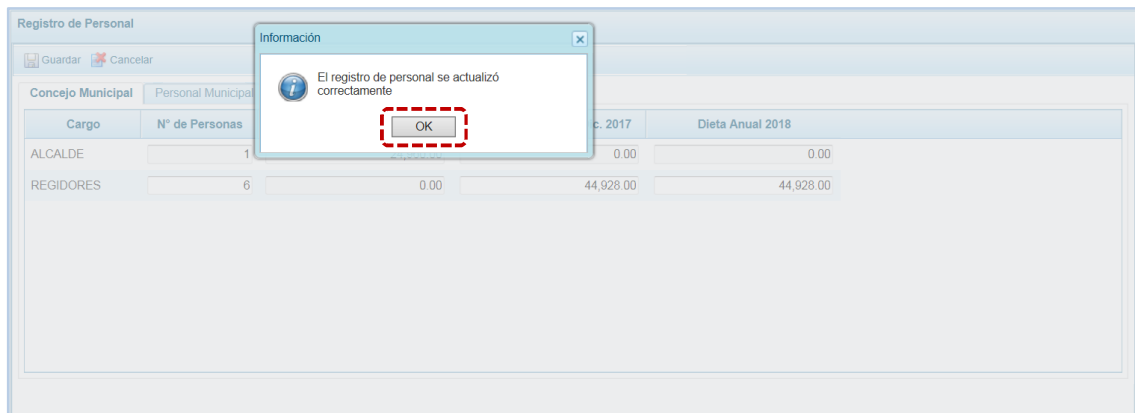 Registro de Personal
Información
Guardar Cancelar
El registro de personal se actualizó
correctamente
OK
Concejo Municipal Personal Municipal
Cargo N° de Personas 2017 Dieta Anual 2018
ALCALDE 1 0.00 0.00
REGIDORES 6 0.00 44,928.00 44,928.00